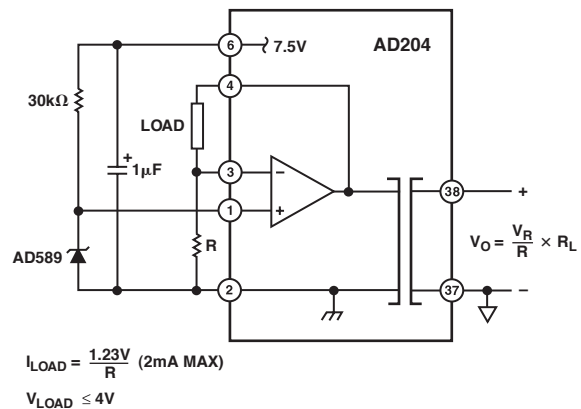 AD204
6
7.5V
4
30kΩ
LOAD
+
1µF
3
−
38
+
1
+
V_O = V_R/R × R_L
AD589
R
2
37
−
I_LOAD = 1.23V/R (2mA MAX)
V_LOAD ≤ 4V